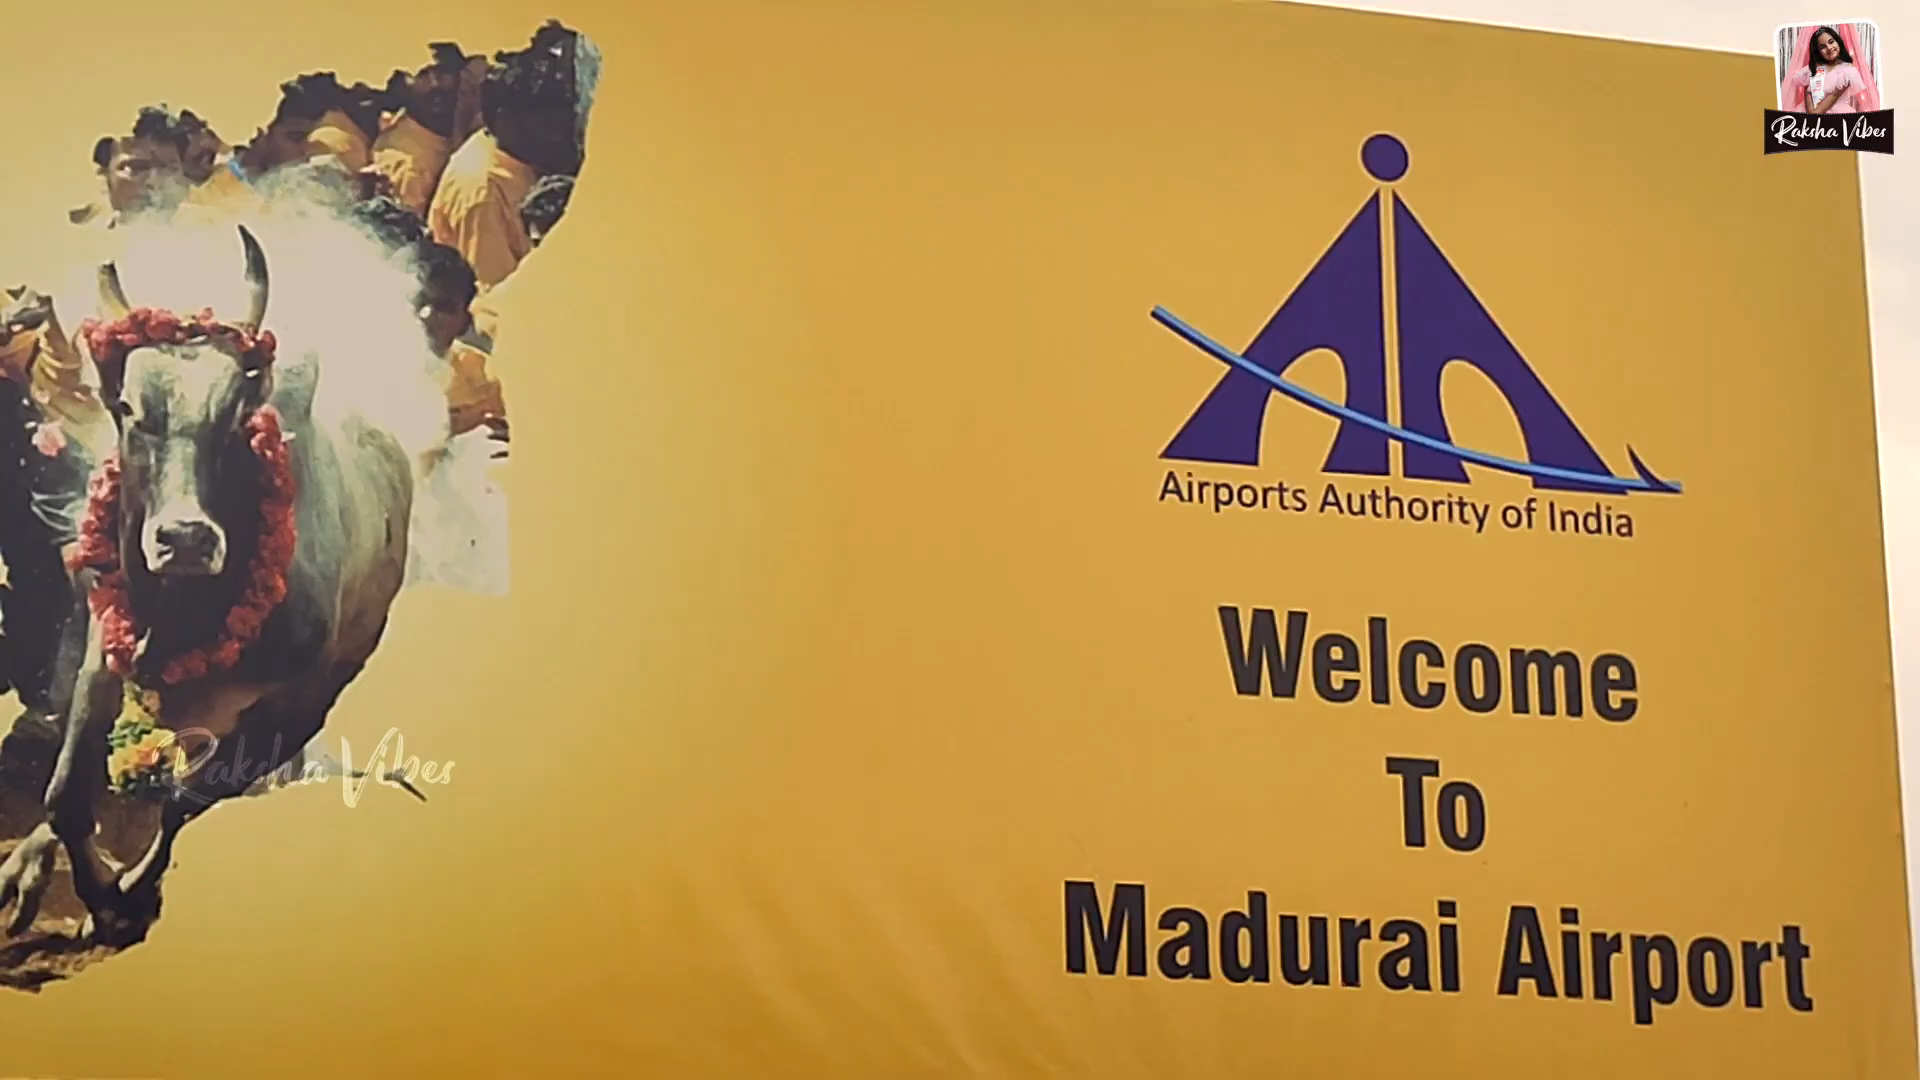 Raksha Vibes
Airports Authority of India
Welcome
To
Madurai Airport
Raksha Vibes